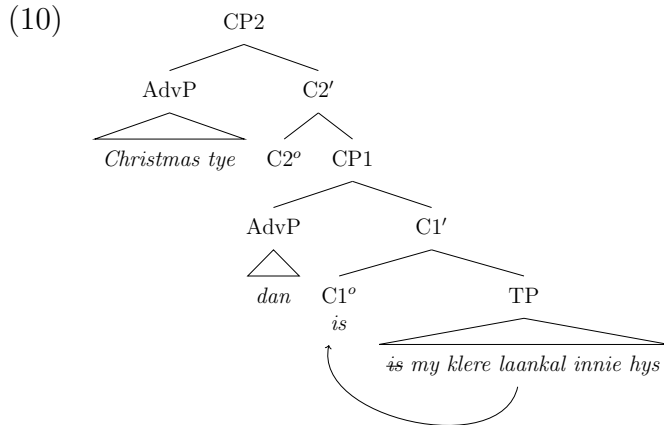 (10)
CP2
AdvP C2′
Christmas tye C2ᵒ CP1
AdvP C1′
dan C1ᵒ TP
is
is my klere laankal innie hys